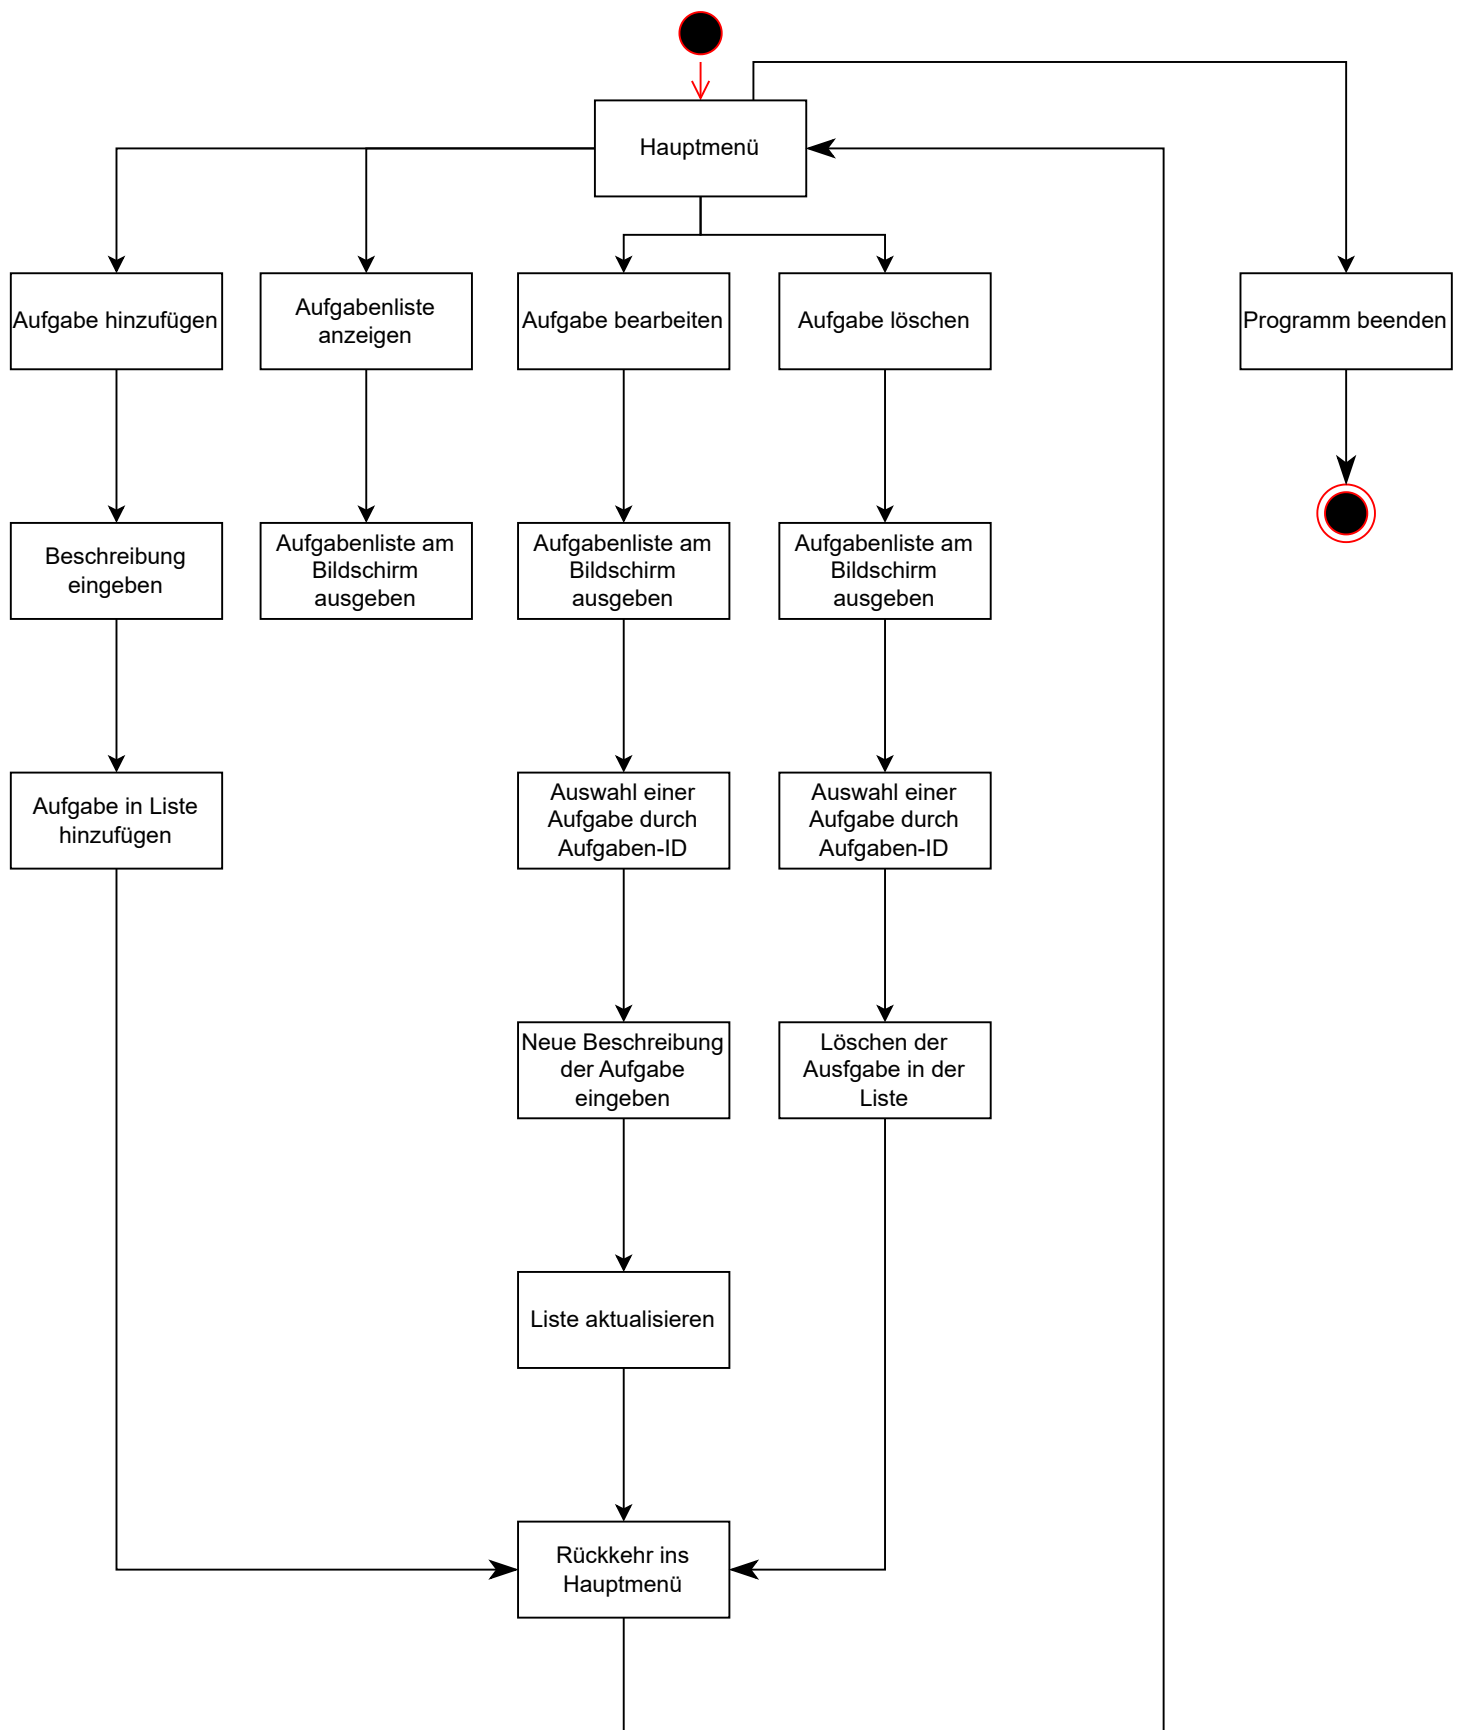 Hauptmenü
Aufgabe hinzufügen
Aufgabenliste
anzeigen
Aufgabe bearbeiten
Aufgabe löschen
Programm beenden
Beschreibung
eingeben
Aufgabenliste am
Bildschirm
ausgeben
Aufgabenliste am
Bildschirm
ausgeben
Aufgabenliste am
Bildschirm
ausgeben
Aufgabe in Liste
hinzufügen
Auswahl einer
Aufgabe durch
Aufgaben-ID
Auswahl einer
Aufgabe durch
Aufgaben-ID
Neue Beschreibung
der Aufgabe
eingeben
Löschen der
Ausfgabe in der
Liste
Liste aktualisieren
Rückkehr ins
Hauptmenü